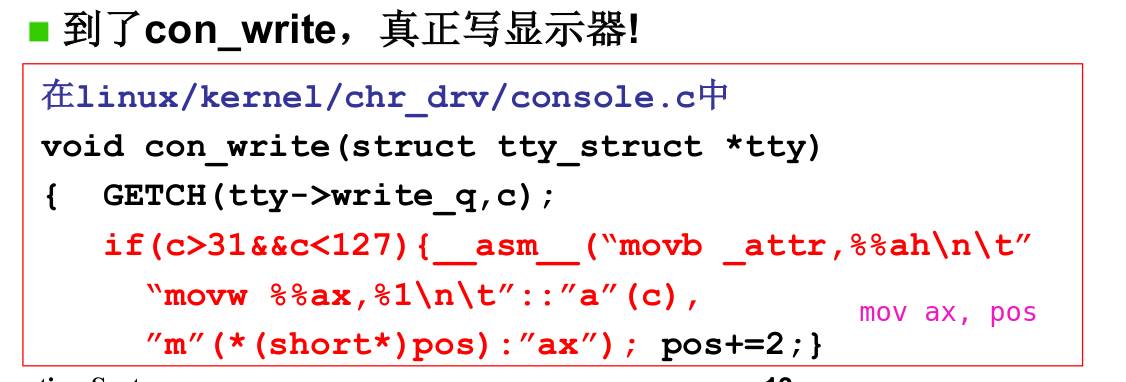 到了con_write，真正写显示器!
在linux/kernel/chr_drv/console.c中
void con_write(struct tty_struct *tty)
{ GETCH(tty->write_q,c);
if(c>31&&c<127){__asm__(“movb _attr,%%ah\n\t”
“movw %%ax,%1\n\t”::”a”(c),
mov ax, pos
”m”(*(short*)pos):”ax”); pos+=2;}